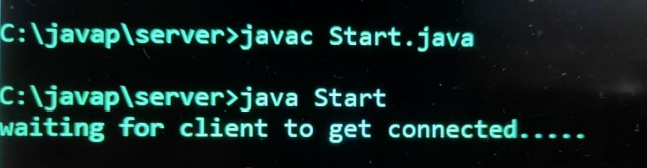 C:\javap\server>javac Start.java
C:\javap\server>java Start
waiting for client to get connected.....